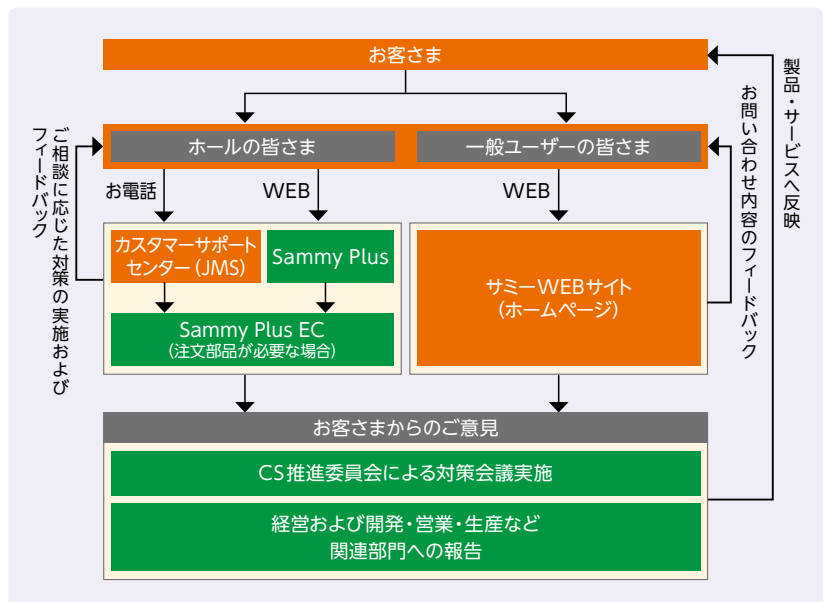 お客さま
ホールの皆さま
一般ユーザーの皆さま
お電話
WEB
WEB
カスタマーサポート
センター(JMS)
Sammy Plus
Sammy Plus EC
(注文部品が必要な場合)
サミーWEBサイト
(ホームページ)
ご相談に応じた対策の実施および
フィードバック
お問い合わせ内容のフィードバック
製品・サービスへ反映
お客さまからのご意見
CS推進委員会による対策会議実施
経営および開発・営業・生産など
関連部門への報告